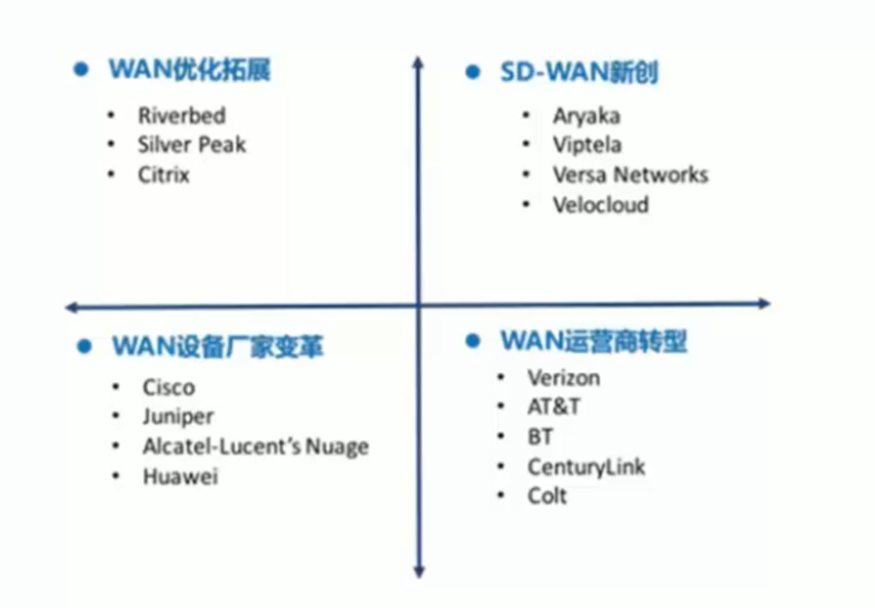 WAN优化拓展
Riverbed
Silver Peak
Citrix
SD-WAN新创
Aryaka
Viptela
Versa Networks
Velocloud
WAN设备厂家变革
Cisco
Juniper
Alcatel-Lucent's Nuage
Huawei
WAN运营商转型
Verizon
AT&T
BT
CenturyLink
Colt